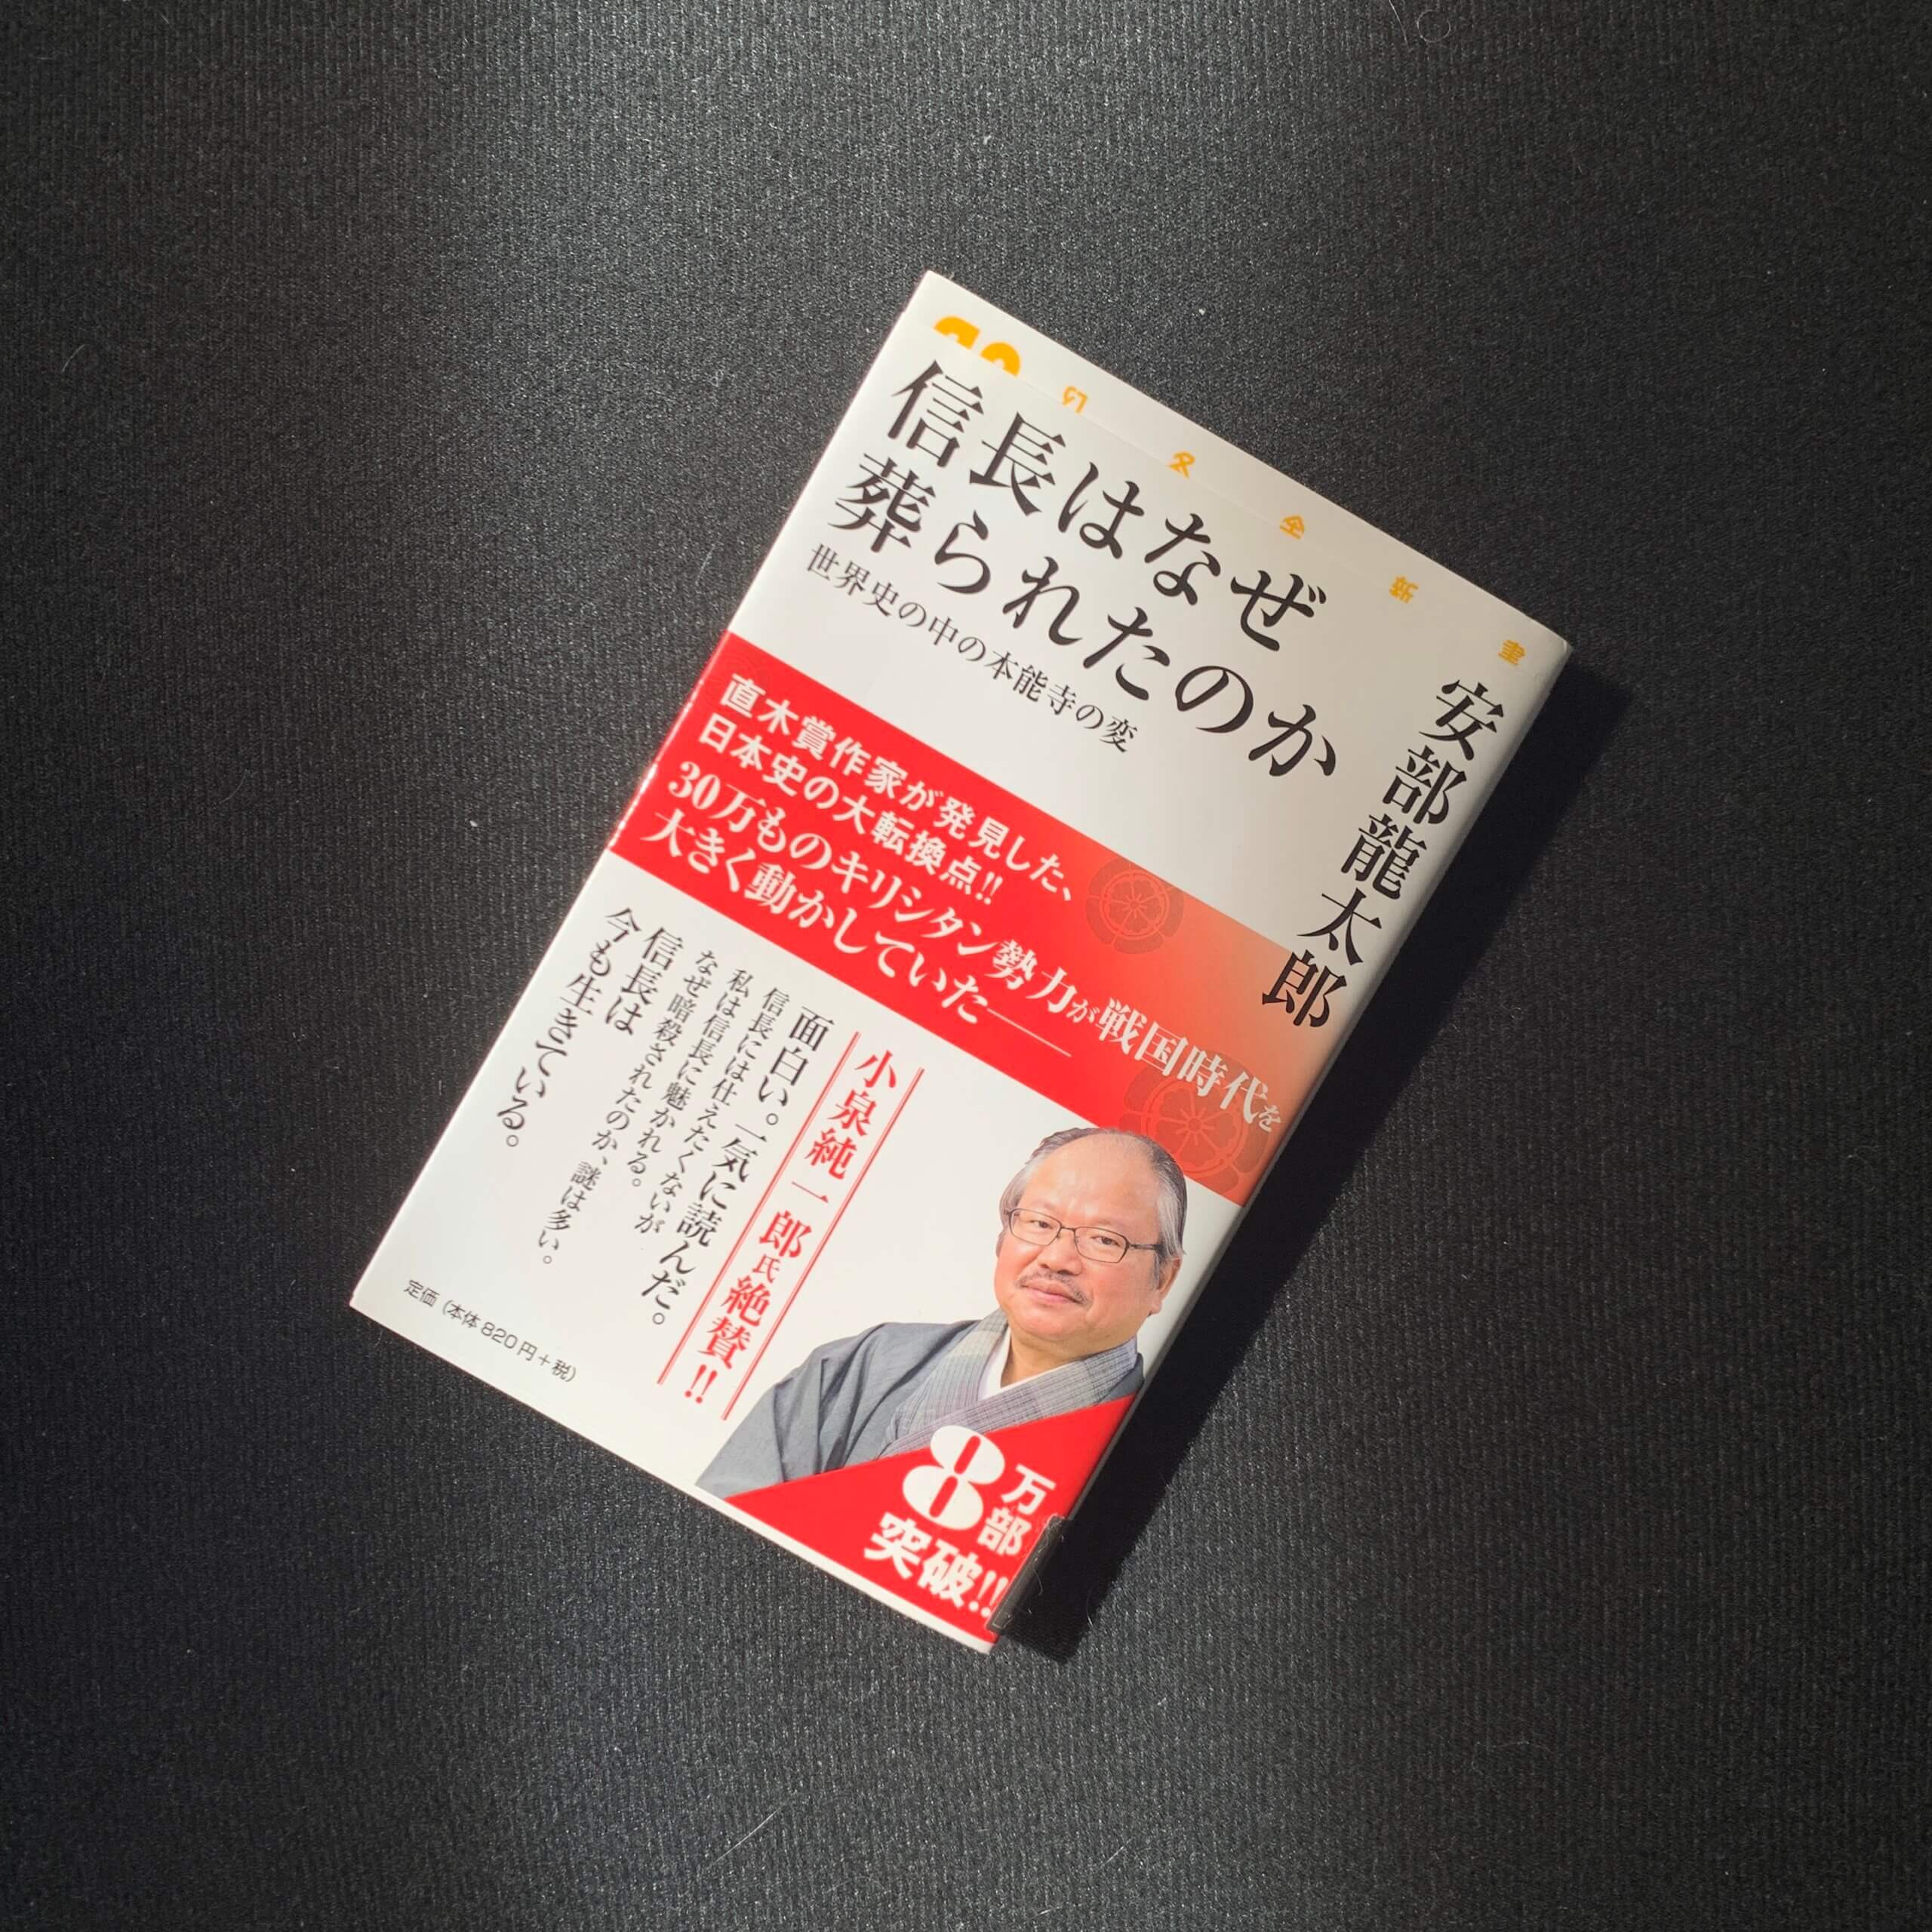 幻冬舎新書
信長はなぜ
葬られたのか
世界史の中の本能寺の変
安部龍太郎
直木賞作家が発見した、
日本史の大転換点!!
30万ものキリシタン勢力が戦国時代を
大きく動かしていた——
小泉純一郎氏絶賛!!
面白い。一気に読んだ。
信長には仕えたくないが
私は信長に魅かれる。
なぜ暗殺されたのか、謎は多い。
信長は
今も生きている。
定価（本体820円+税）
8万部
突破!!